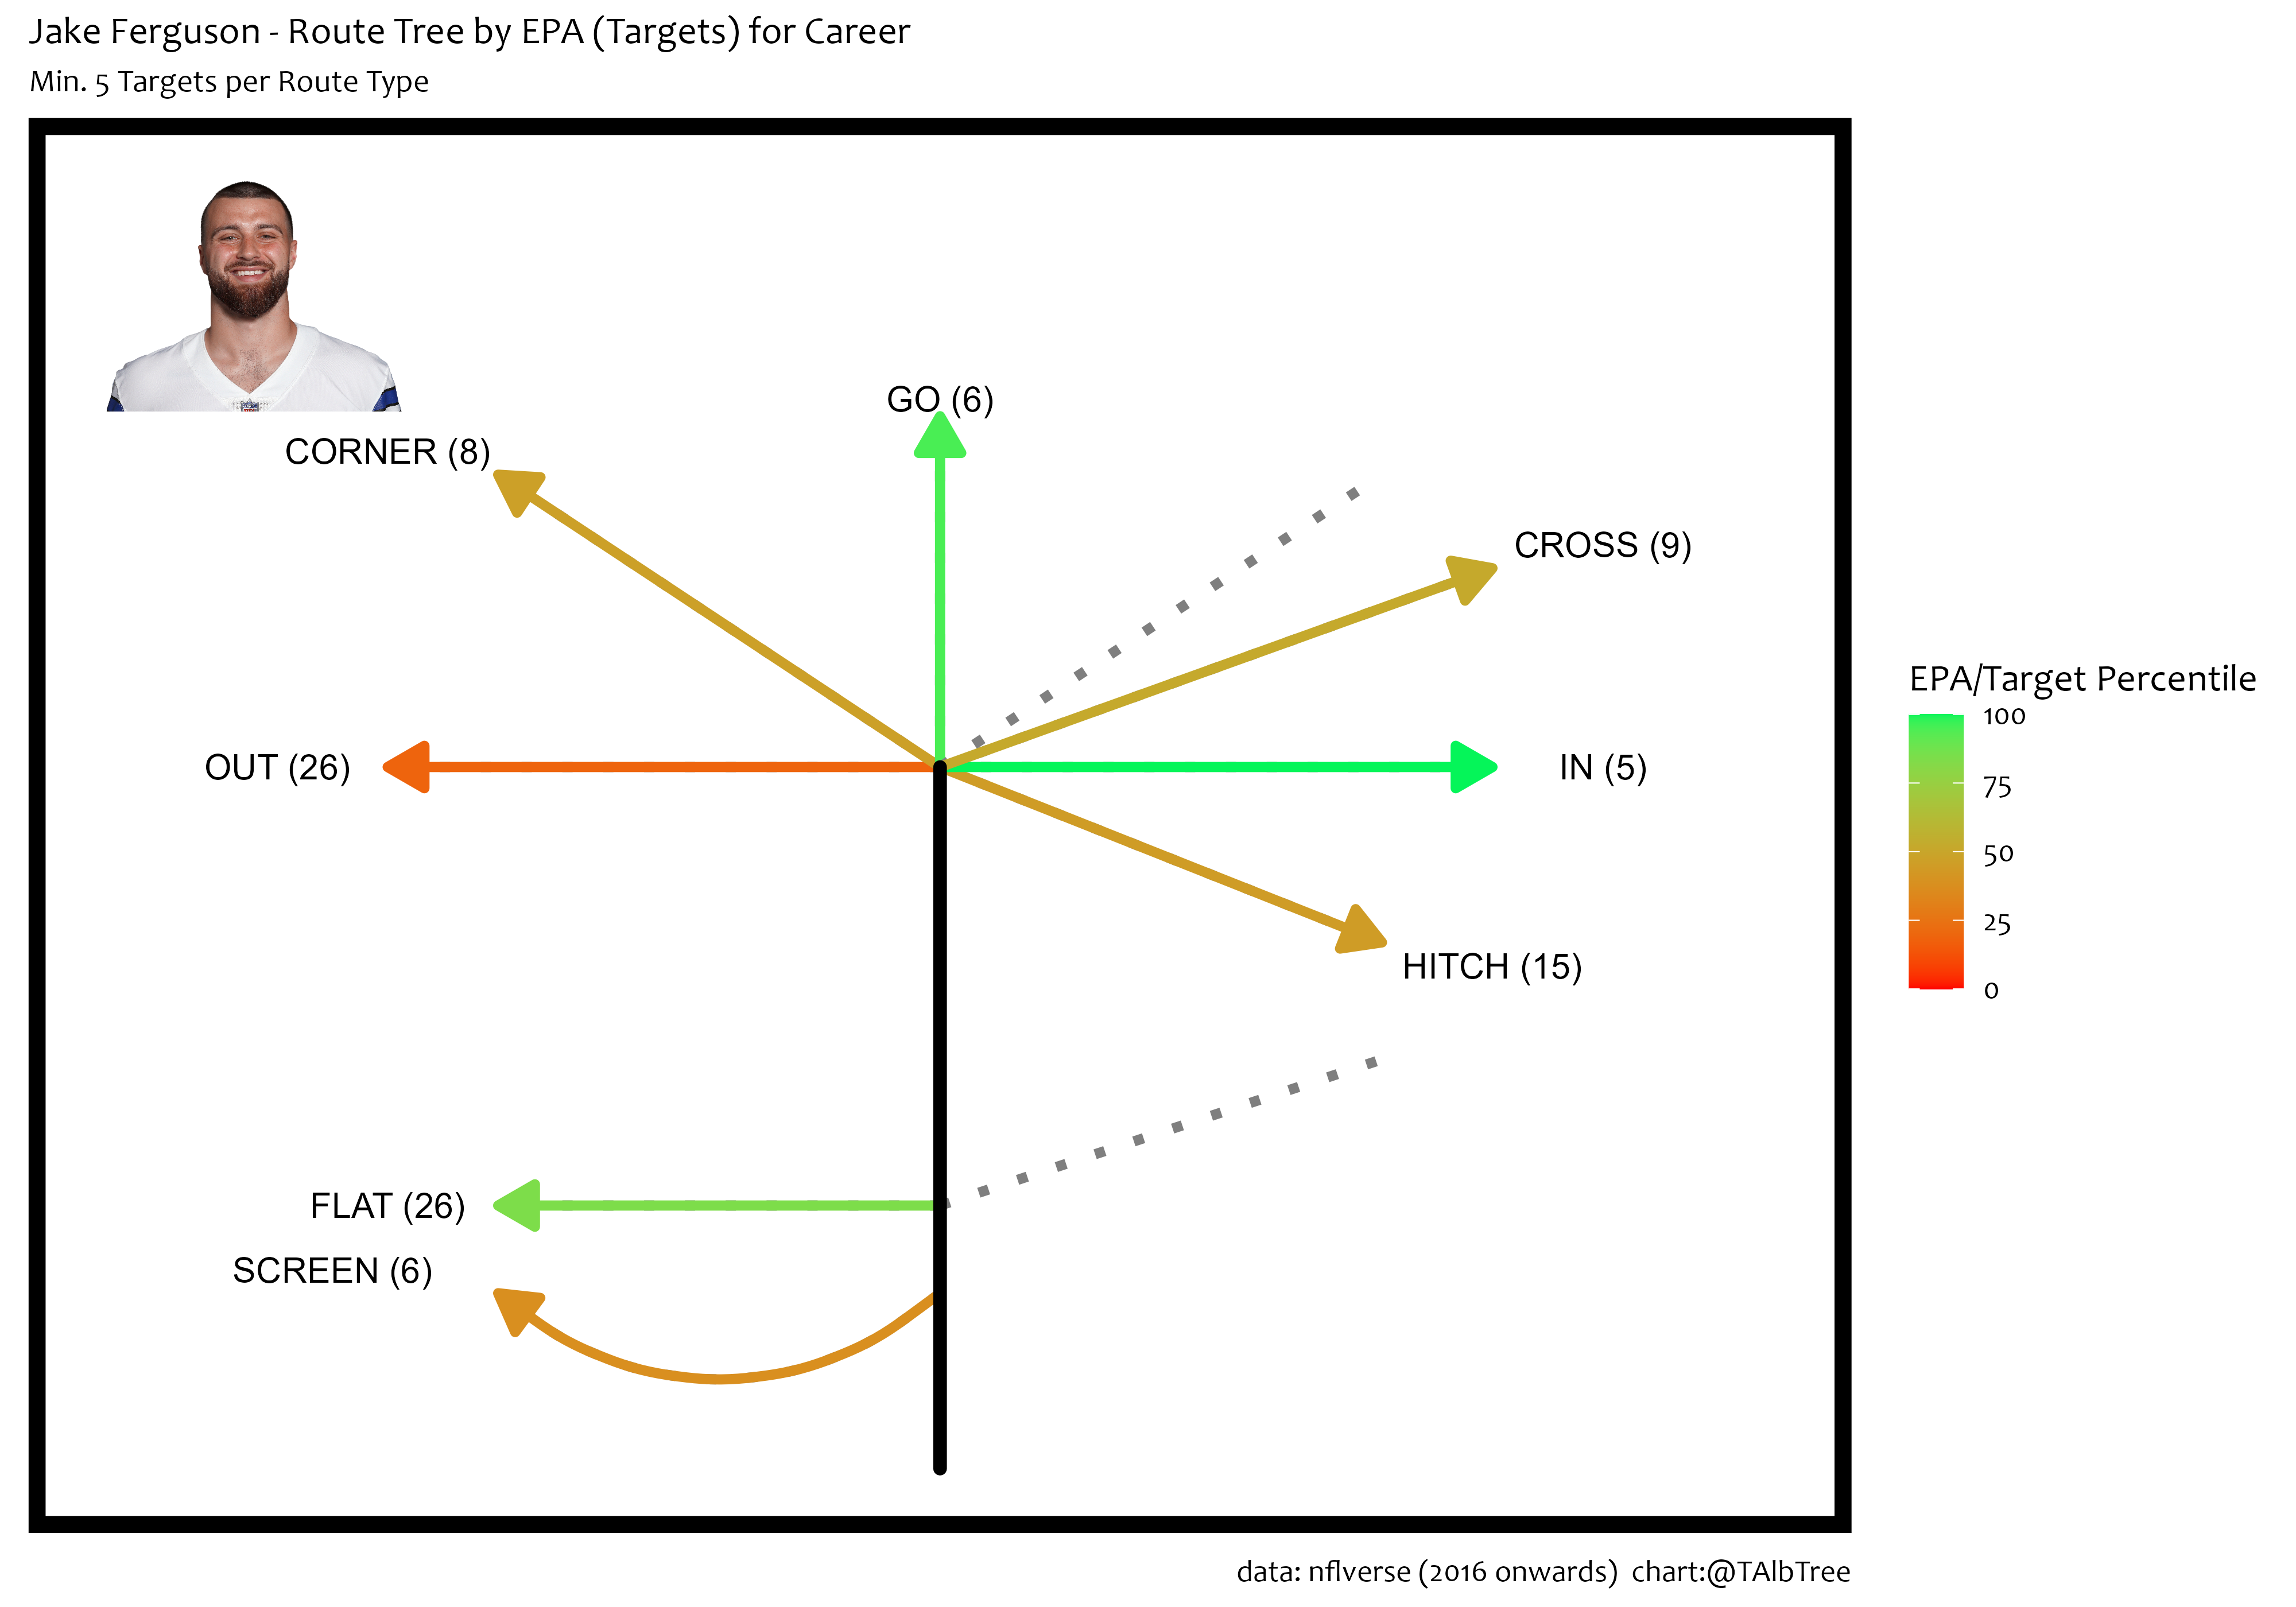 Jake Ferguson - Route Tree by EPA (Targets) for Career
Min. 5 Targets per Route Type
GO (6)
CORNER (8)
CROSS (9)
OUT (26)
IN (5)
HITCH (15)
FLAT (26)
SCREEN (6)
EPA/Target Percentile
100
75
50
25
0
data: nflverse (2016 onwards)  chart:@TAlbTree